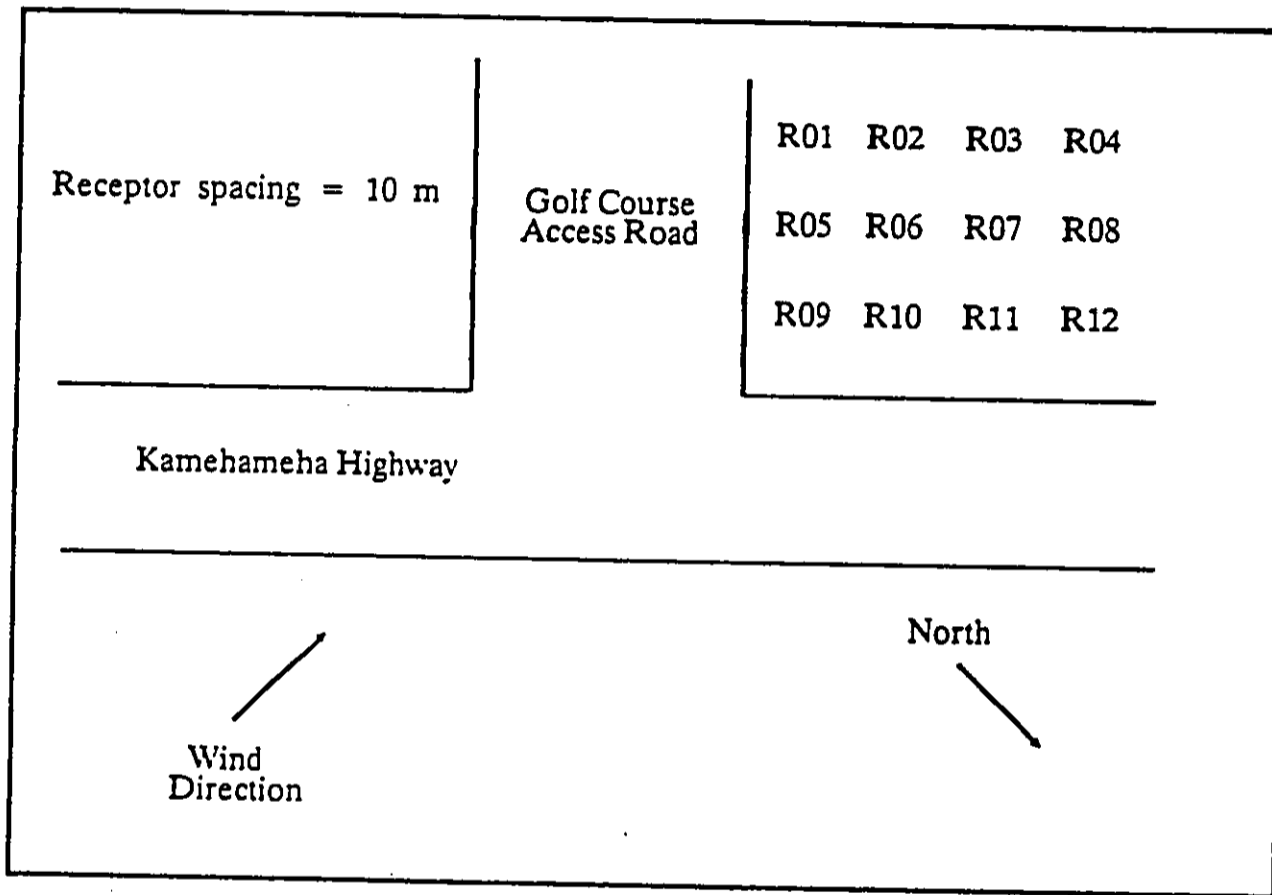 Receptor spacing = 10 m
Golf Course
Access Road
R01 R02 R03 R04
R05 R06 R07 R08
R09 R10 R11 R12
Kamehameha Highway
North
Wind
Direction